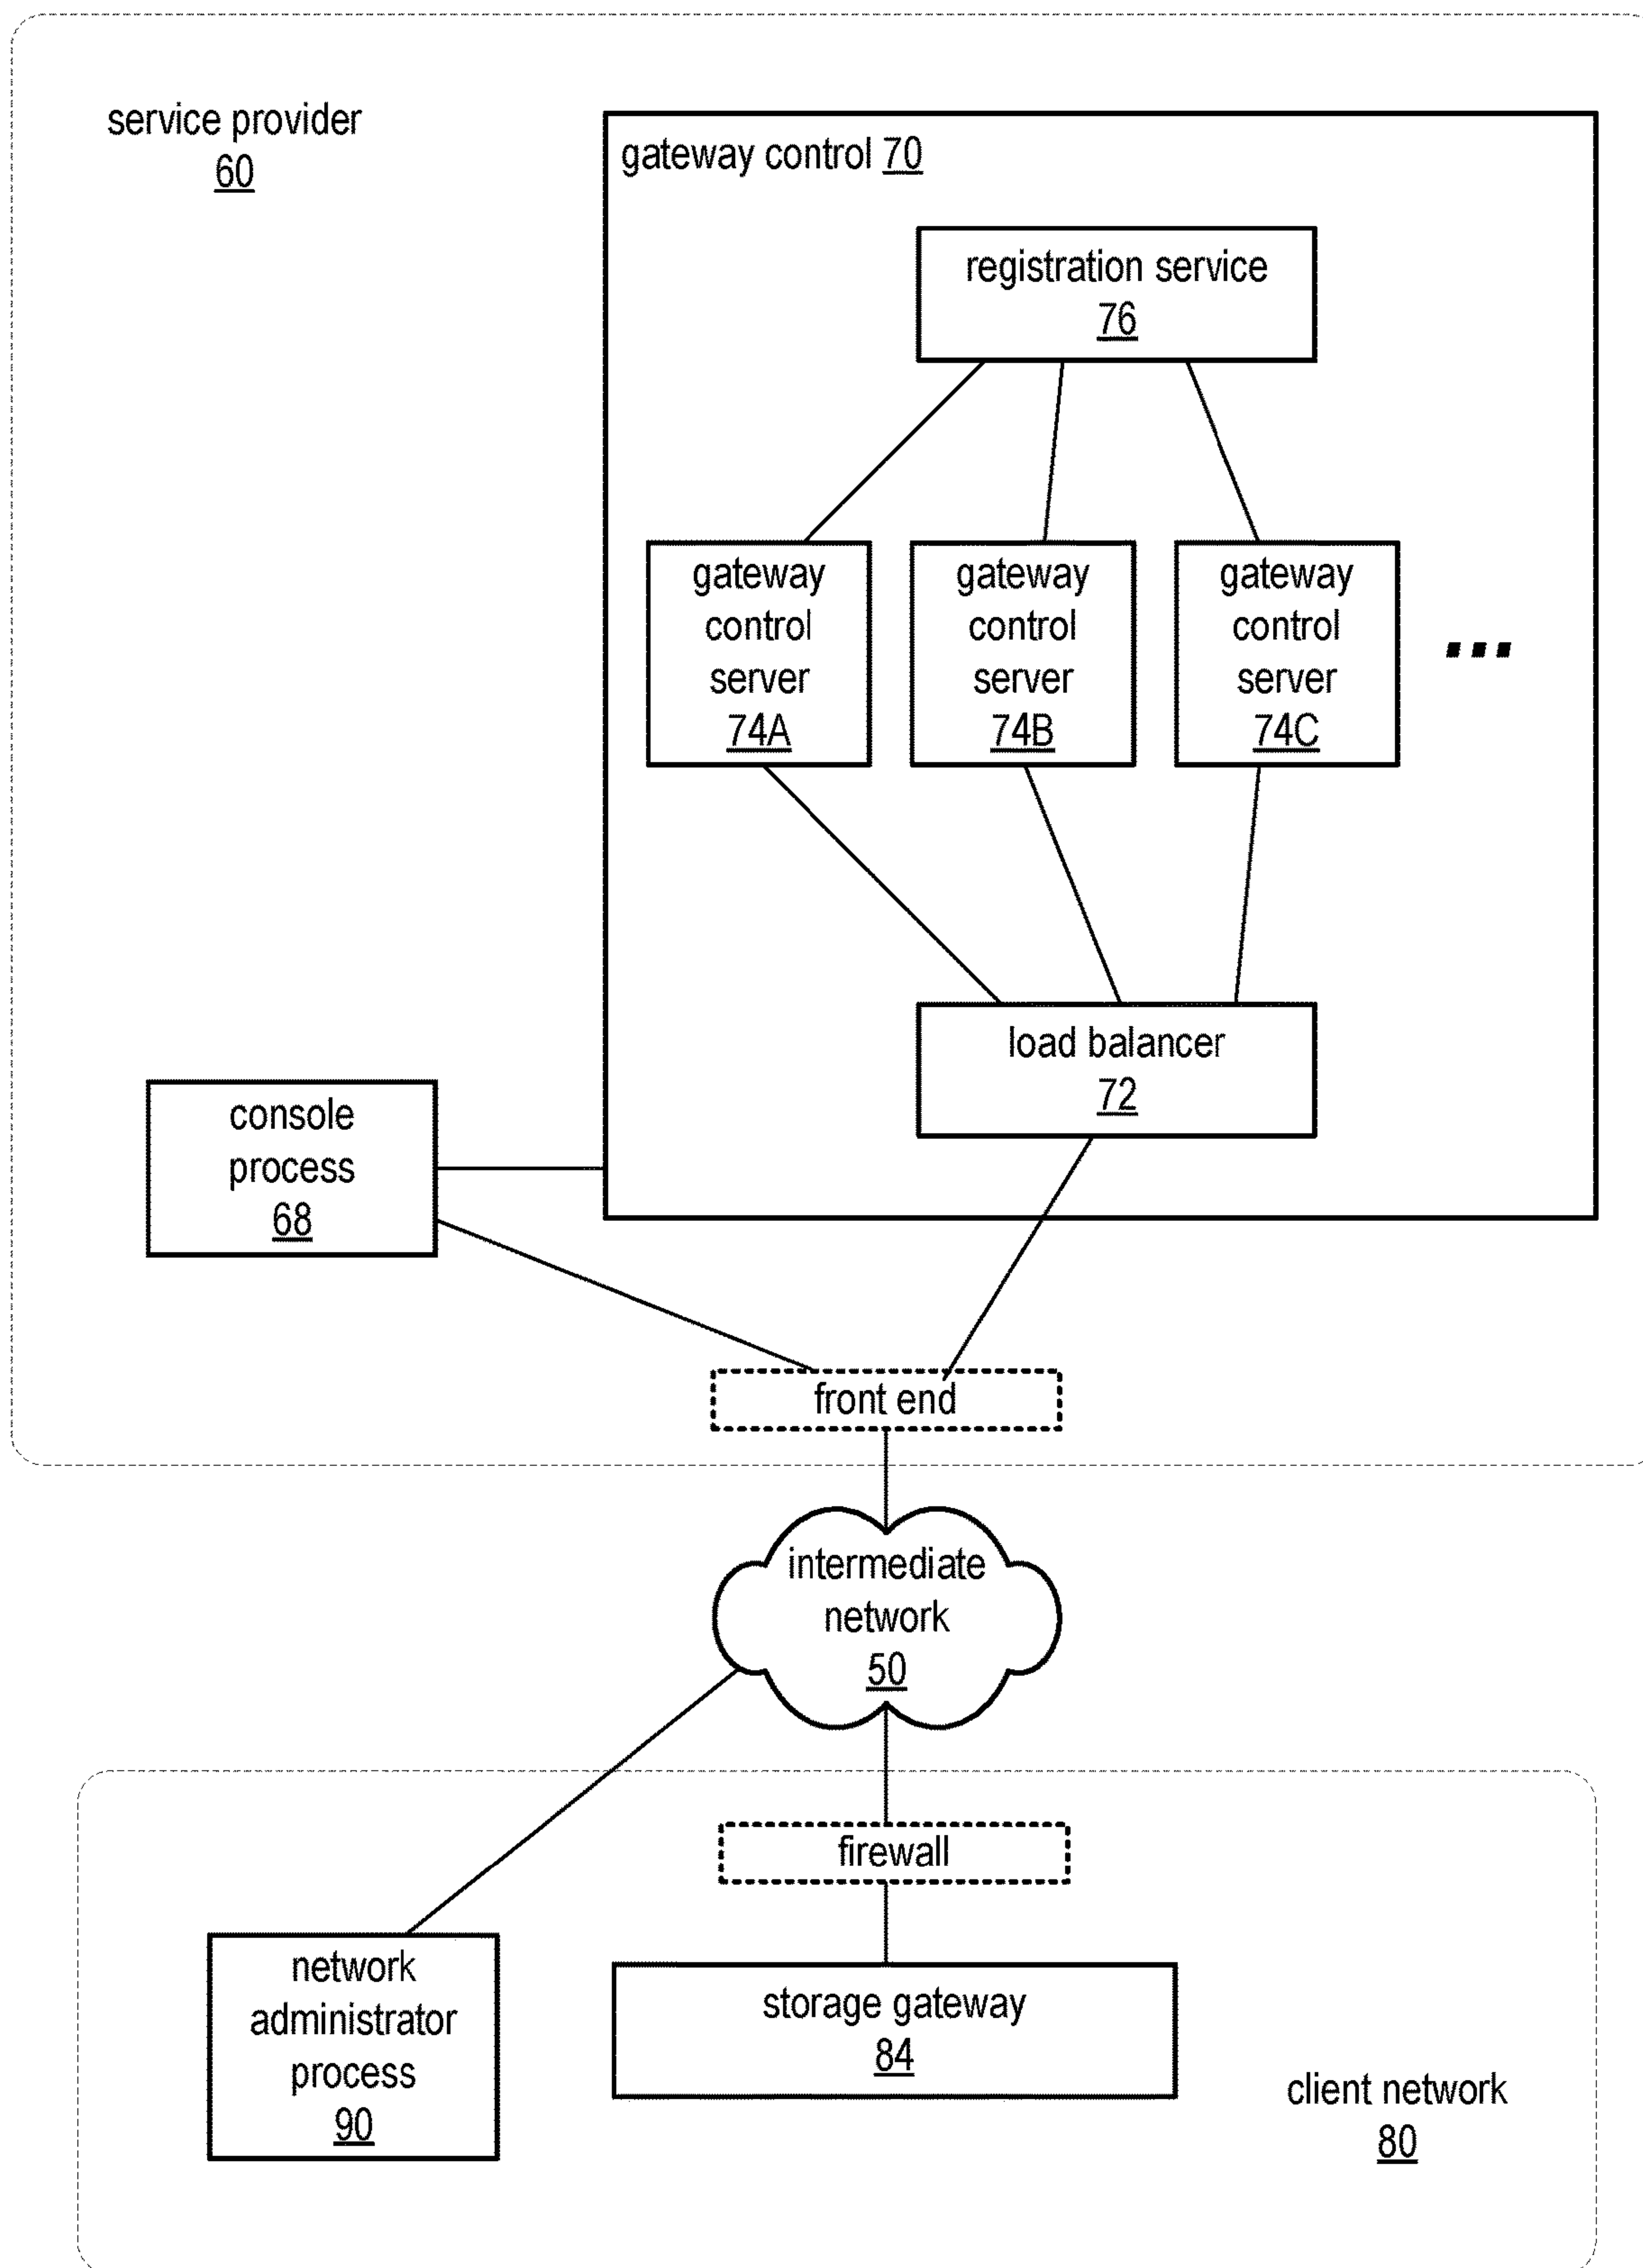 service provider
60
gateway control 70
registration service
76
gateway
control
server
74A
gateway
control
server
74B
gateway
control
server
74C
...
load balancer
72
console
process
68
front end
intermediate
network
50
firewall
network
administrator
process
90
storage gateway
84
client network
80